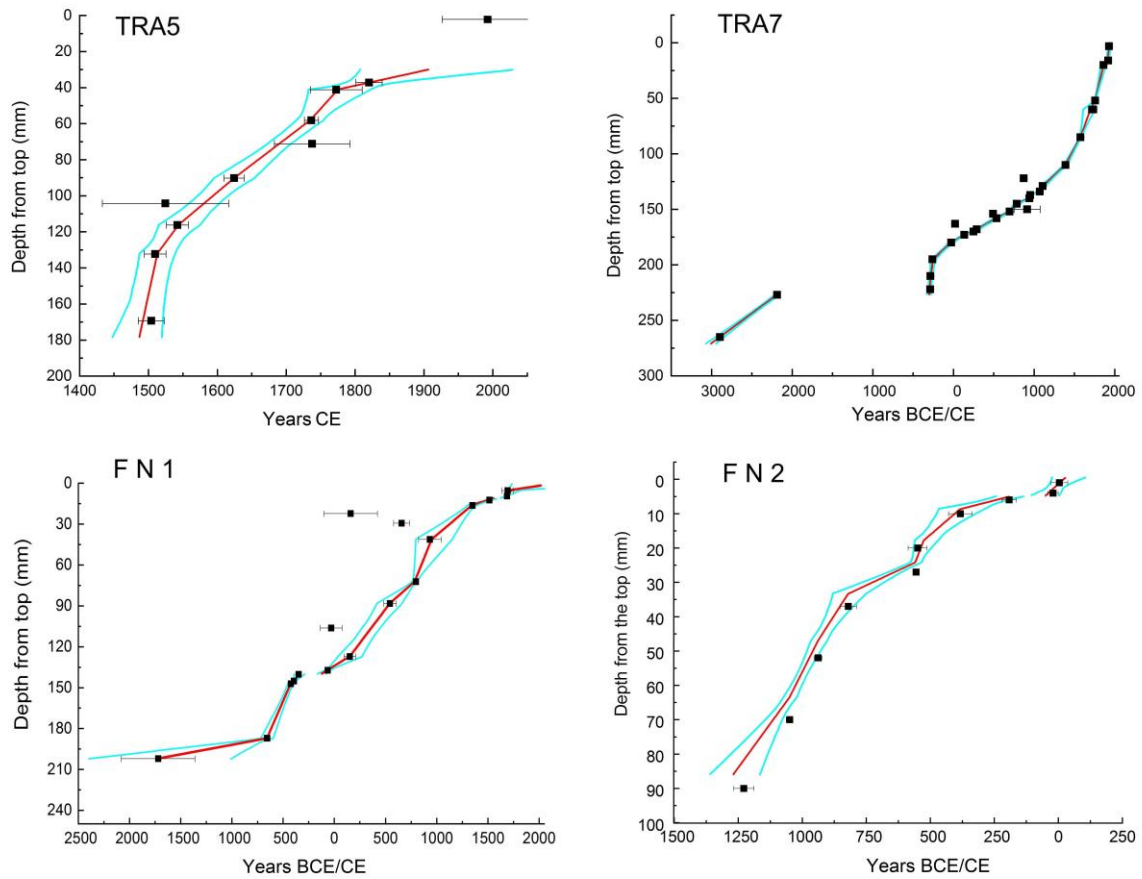 TRA5
Depth from top (mm)
0
20
40
60
80
100
120
140
160
180
200
1400 1500 1600 1700 1800 1900 2000
Years CE
TRA7
Depth from top (mm)
0
50
100
150
200
250
300
3000 2000 1000 0 1000 2000
Years BCE/CE
F N 1
Depth from top (mm)
0
30
60
90
120
150
180
210
240
2500 2000 1500 1000 500 0 500 1000 1500 2000
Years BCE/CE
F N 2
Depth from the top (mm)
0
10
20
30
40
50
60
70
80
90
100
1500 1250 1000 750 500 250 0 250
Years BCE/CE